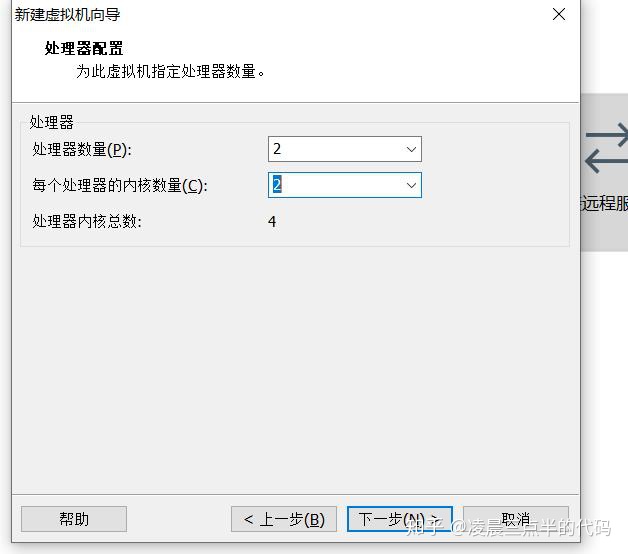 新建虚拟机向导
处理器配置
为此虚拟机指定处理器数量。
处理器
处理器数量(P): 2
每个处理器的内核数量(C): 2
处理器内核总数: 4
连远程服
帮助 < 上一步(B) 下一步(N) > 取消
知乎 @凌晨三点半的代码